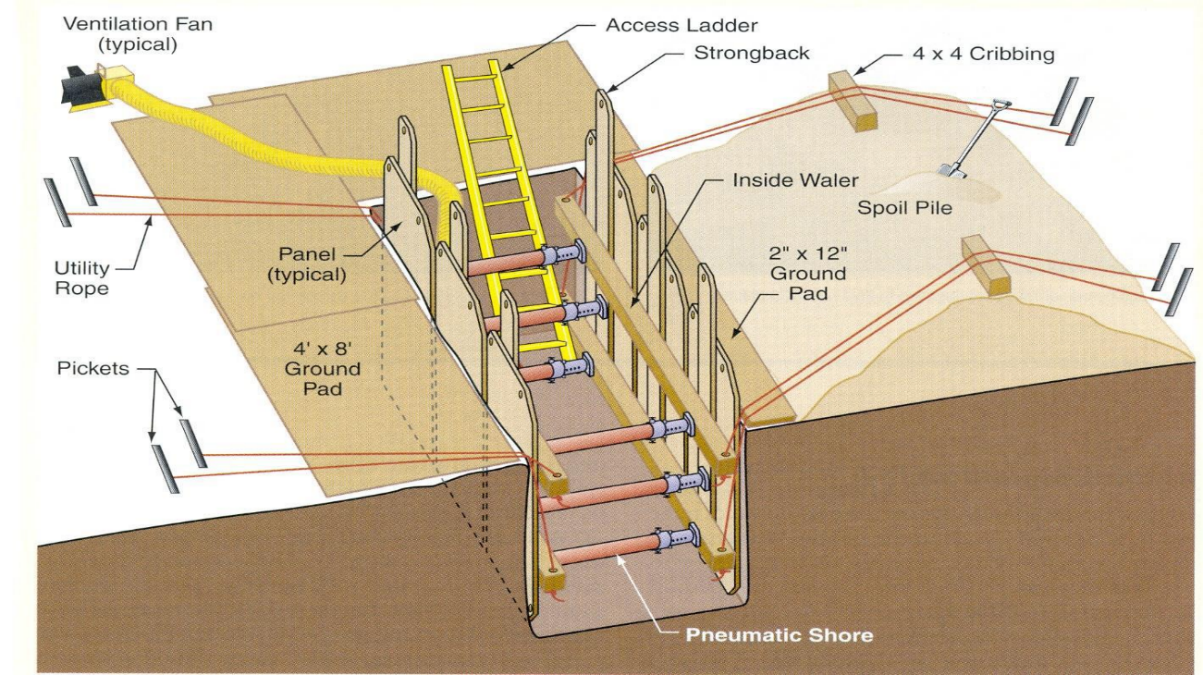 Ventilation Fan
(typical)
Access Ladder
Strongback
4 x 4 Cribbing
Inside Waler
Spoil Pile
Panel
(typical)
2" x 12"
Ground
Pad
Utility
Rope
4' x 8'
Ground
Pad
Pickets
Pneumatic Shore